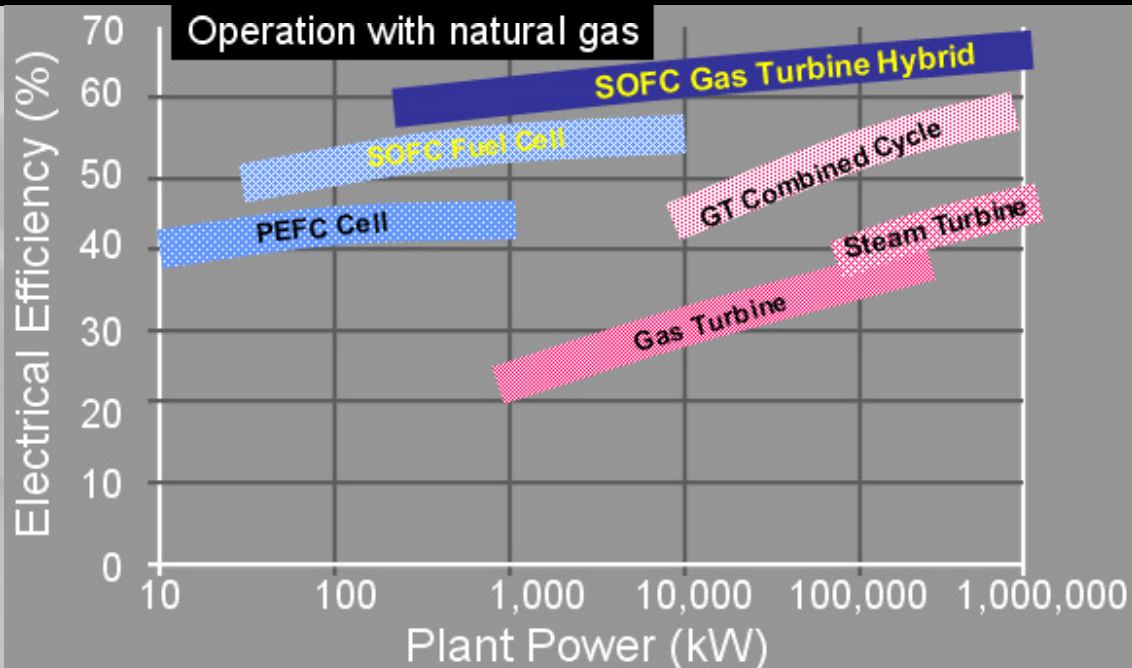 Operation with natural gas
Electrical Efficiency (%)
70
60
50
40
30
20
10
0
SOFC Gas Turbine Hybrid
SOFC Fuel Cell
GT Combined Cycle
PEFC Cell
Steam Turbine
Gas Turbine
10 100 1,000 10,000 100,000 1,000,000
Plant Power (kW)